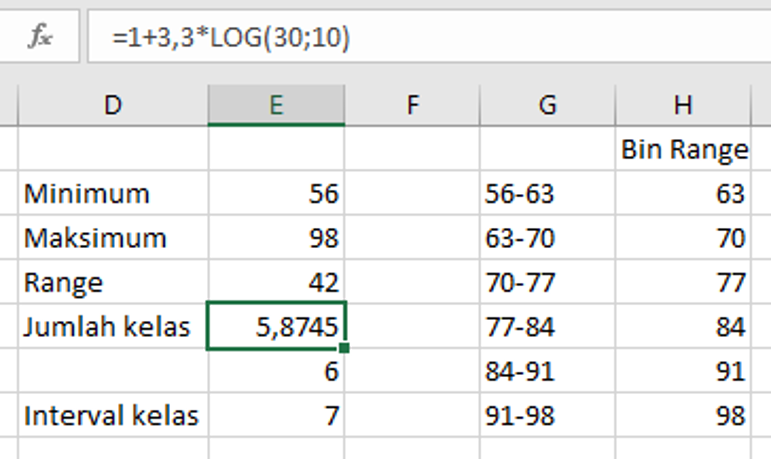 fx =1+3,3*LOG(30;10)
D E F G H
Bin Range
Minimum 56 56-63 63
Maksimum 98 63-70 70
Range 42 70-77 77
Jumlah kelas 5,8745 77-84 84
6 84-91 91
Interval kelas 7 91-98 98